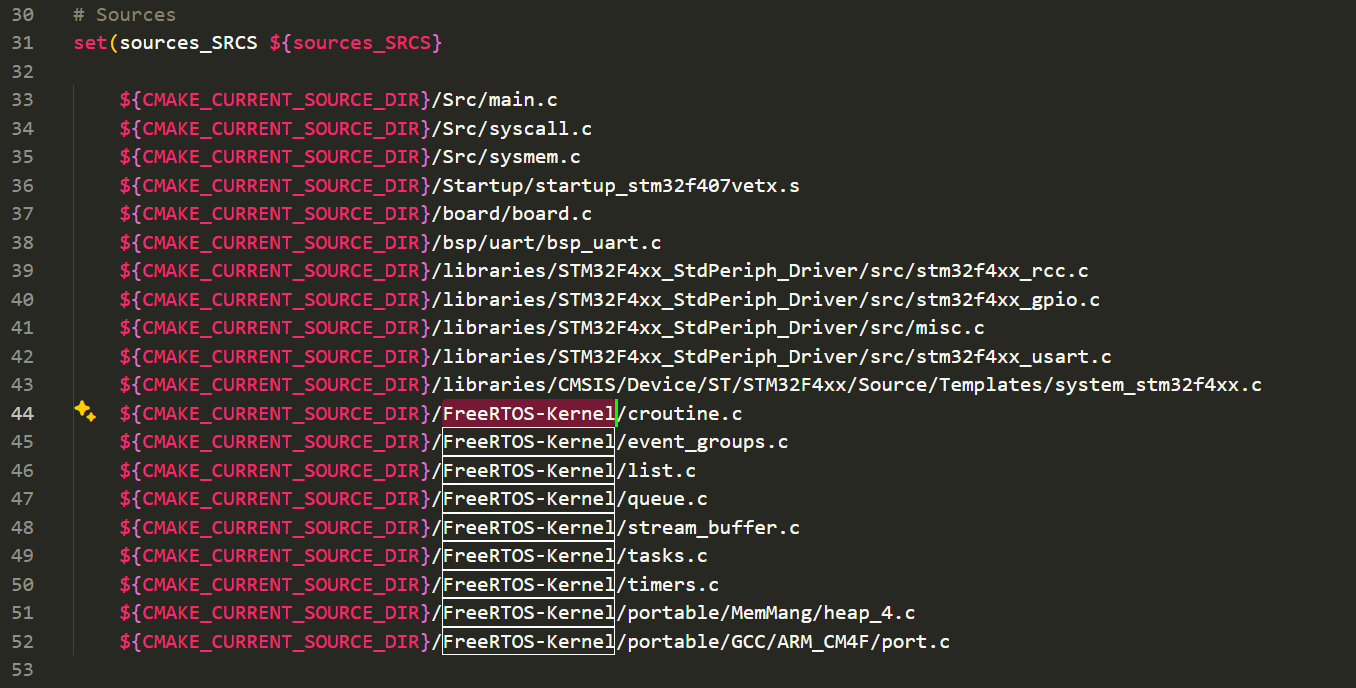 30 # Sources
31 set(sources_SRCS ${sources_SRCS}
32
33 ${CMAKE_CURRENT_SOURCE_DIR}/Src/main.c
34 ${CMAKE_CURRENT_SOURCE_DIR}/Src/syscall.c
35 ${CMAKE_CURRENT_SOURCE_DIR}/Src/sysmem.c
36 ${CMAKE_CURRENT_SOURCE_DIR}/Startup/startup_stm32f407vetx.s
37 ${CMAKE_CURRENT_SOURCE_DIR}/board/board.c
38 ${CMAKE_CURRENT_SOURCE_DIR}/bsp/uart/bsp_uart.c
39 ${CMAKE_CURRENT_SOURCE_DIR}/libraries/STM32F4xx_StdPeriph_Driver/src/stm32f4xx_rcc.c
40 ${CMAKE_CURRENT_SOURCE_DIR}/libraries/STM32F4xx_StdPeriph_Driver/src/stm32f4xx_gpio.c
41 ${CMAKE_CURRENT_SOURCE_DIR}/libraries/STM32F4xx_StdPeriph_Driver/src/misc.c
42 ${CMAKE_CURRENT_SOURCE_DIR}/libraries/STM32F4xx_StdPeriph_Driver/src/stm32f4xx_usart.c
43 ${CMAKE_CURRENT_SOURCE_DIR}/libraries/CMSIS/Device/ST/STM32F4xx/Source/Templates/system_stm32f4xx.c
44 ${CMAKE_CURRENT_SOURCE_DIR}/FreeRTOS-Kernel/croutine.c
45 ${CMAKE_CURRENT_SOURCE_DIR}/FreeRTOS-Kernel/event_groups.c
46 ${CMAKE_CURRENT_SOURCE_DIR}/FreeRTOS-Kernel/list.c
47 ${CMAKE_CURRENT_SOURCE_DIR}/FreeRTOS-Kernel/queue.c
48 ${CMAKE_CURRENT_SOURCE_DIR}/FreeRTOS-Kernel/stream_buffer.c
49 ${CMAKE_CURRENT_SOURCE_DIR}/FreeRTOS-Kernel/tasks.c
50 ${CMAKE_CURRENT_SOURCE_DIR}/FreeRTOS-Kernel/timers.c
51 ${CMAKE_CURRENT_SOURCE_DIR}/FreeRTOS-Kernel/portable/MemMang/heap_4.c
52 ${CMAKE_CURRENT_SOURCE_DIR}/FreeRTOS-Kernel/portable/GCC/ARM_CM4F/port.c
53